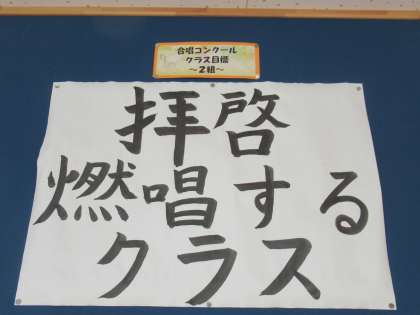 合唱コンクール
クラス目標
～2組～
拝啓
燃唱する
クラス